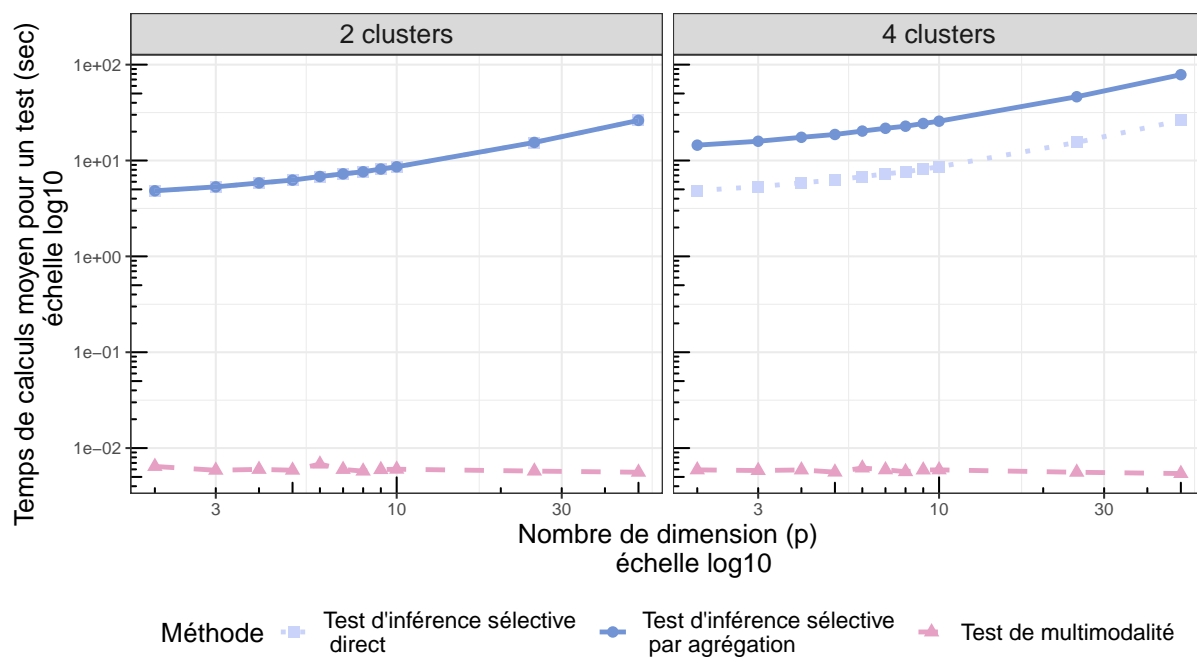 2 clusters
4 clusters
Temps de calculs moyen pour un test (sec)
échelle log10
1e+02
1e+01
1e+00
1e−01
1e−02
3
10
30
3
10
30
Nombre de dimension (p)
échelle log10
Méthode
Test d'inférence sélective
direct
Test d'inférence sélective
par agrégation
Test de multimodalité